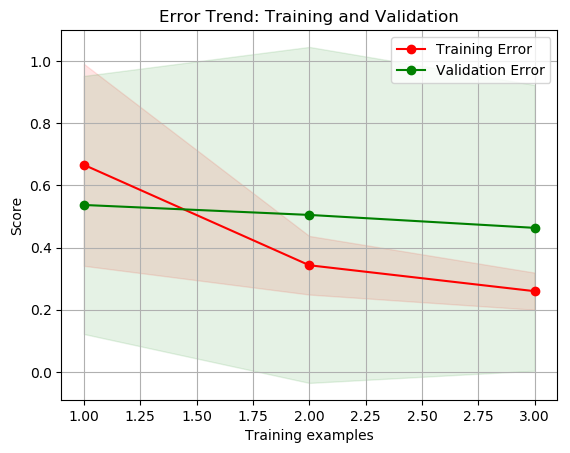 Error Trend: Training and Validation
Training Error
Validation Error
Score
1.0
0.8
0.6
0.4
0.2
0.0
1.00 1.25 1.50 1.75 2.00 2.25 2.50 2.75 3.00
Training examples